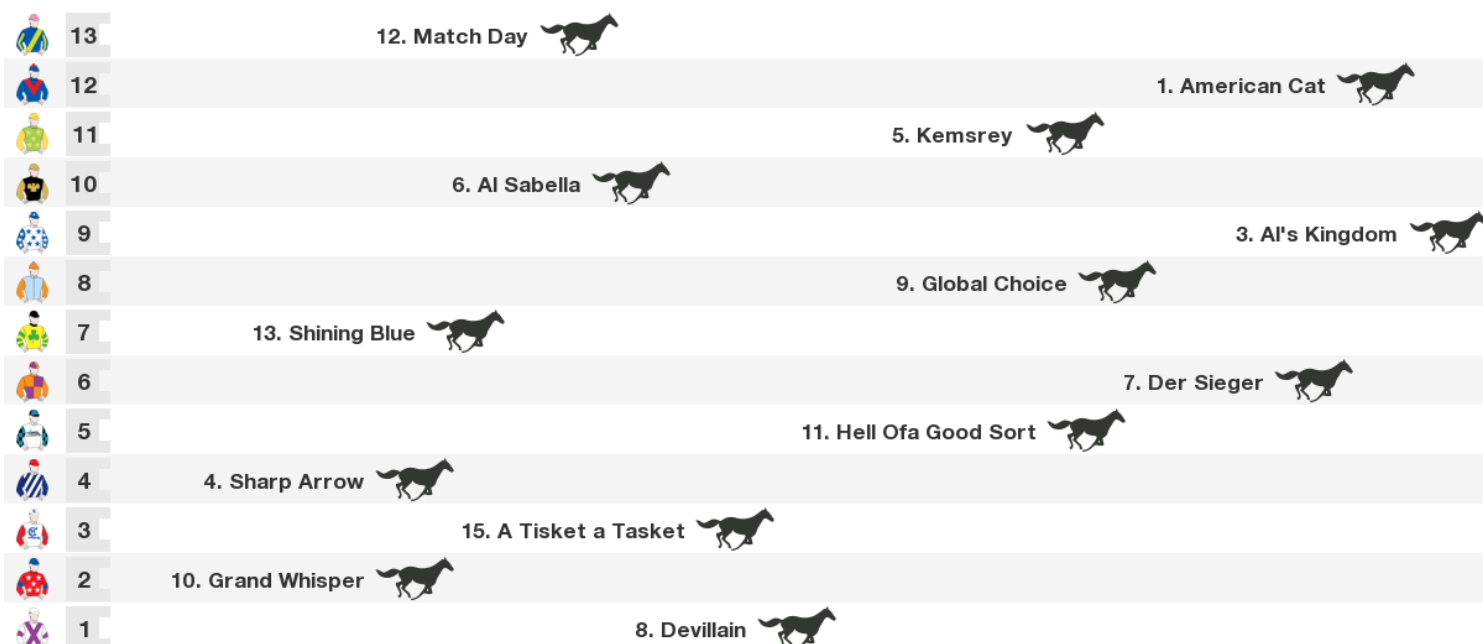 13 12. Match Day
12 1. American Cat
11 5. Kemsrey
10 6. Al Sabella
9 3. Al's Kingdom
8 9. Global Choice
7 13. Shining Blue
6 7. Der Sieger
5 11. Hell Ofa Good Sort
4 4. Sharp Arrow
3 15. A Tisket a Tasket
2 10. Grand Whisper
1 8. Devillain